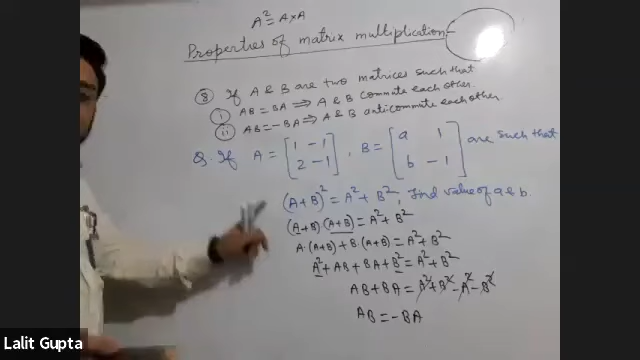 A² = A × A
Properties of matrix multiplication
⑧ If A & B are two matrices such that
(i) AB = BA ⇒ A & B commute each other
(ii) AB = -BA ⇒ A & B anticommute each other
Q. If A = [1 -1; 2 -1], B = [a 1; b -1] are such that
(A+B)² = A² + B², Find value of a & b.
(A+B)·(A+B) = A² + B²
A·(A+B) + B·(A+B) = A² + B²
A² + AB + BA + B² = A² + B²
AB + BA = A² + B² - A² - B²
AB = -BA
Lalit Gupta